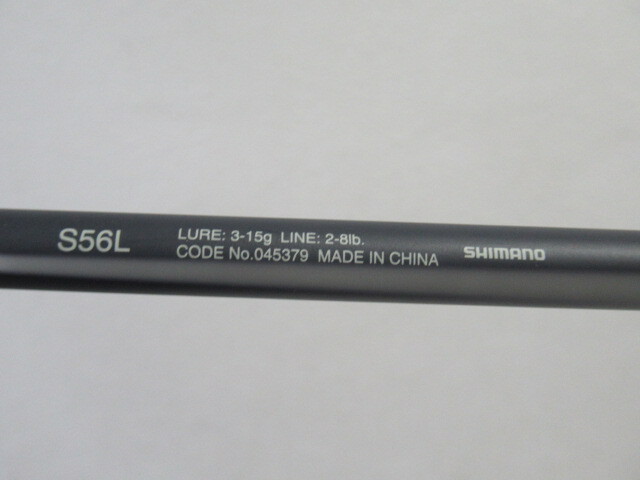 S56L
LURE: 3-15g LINE: 2-8lb.
CODE No.045379 MADE IN CHINA
SHIMANO